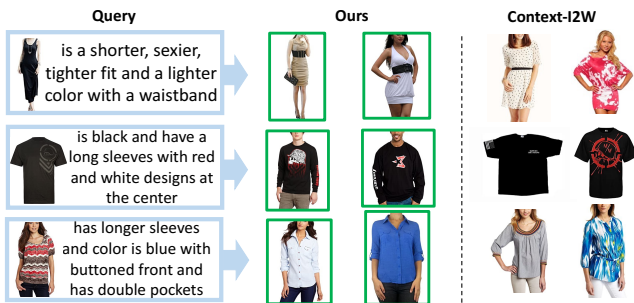 Query
Ours
Context-I2W
is a shorter, sexier,
tighter fit and a lighter
color with a waistband
is black and have a
long sleeves with red
and white designs at
the center
has longer sleeves
and color is blue with
buttoned front and
has double pockets